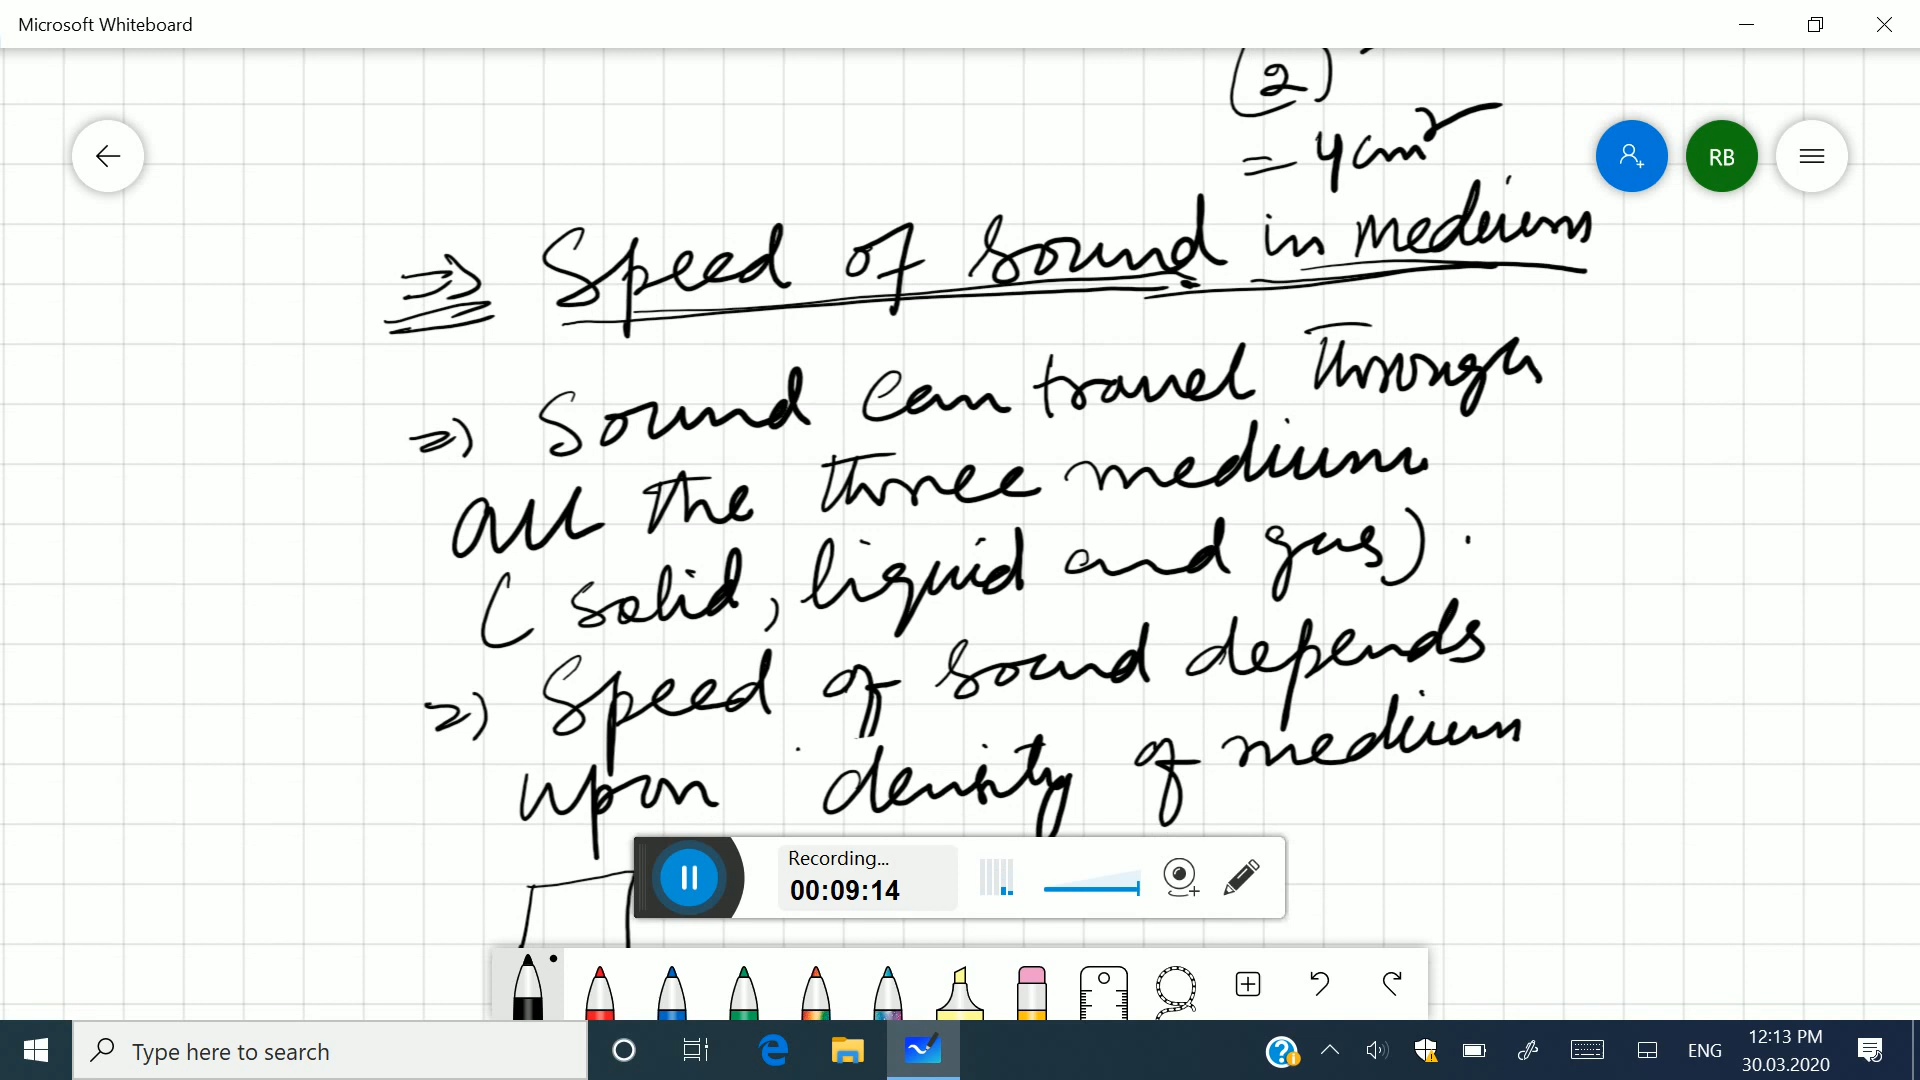 Microsoft Whiteboard
(2)
= 4cm²
RB
⇒ Speed of Sound in medium
⇒) Sound can travel through
all the three medium
( solid, liquid and gas) .
⇒) Speed of sound depends
upon density of medium
Recording...
00:09:14
Type here to search
ENG
12:13 PM
30.03.2020